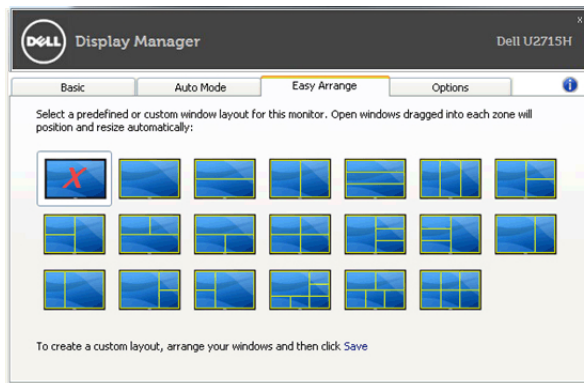 x
DELL Display Manager Dell U2715H
Basic Auto Mode Easy Arrange Options i
Select a predefined or custom window layout for this monitor. Open windows dragged into each zone will
position and resize automatically:
X
To create a custom layout, arrange your windows and then click Save